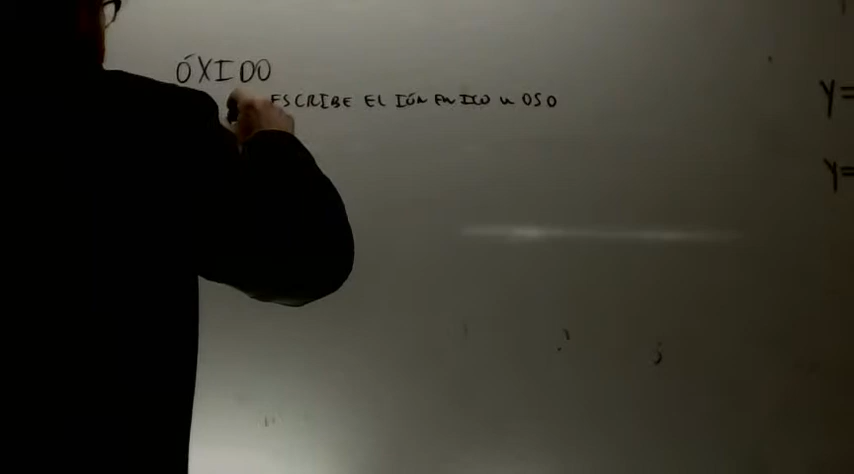 ÓXIDO
ESCRIBE EL IÓN EN ICO U OSO
Y=
Y=